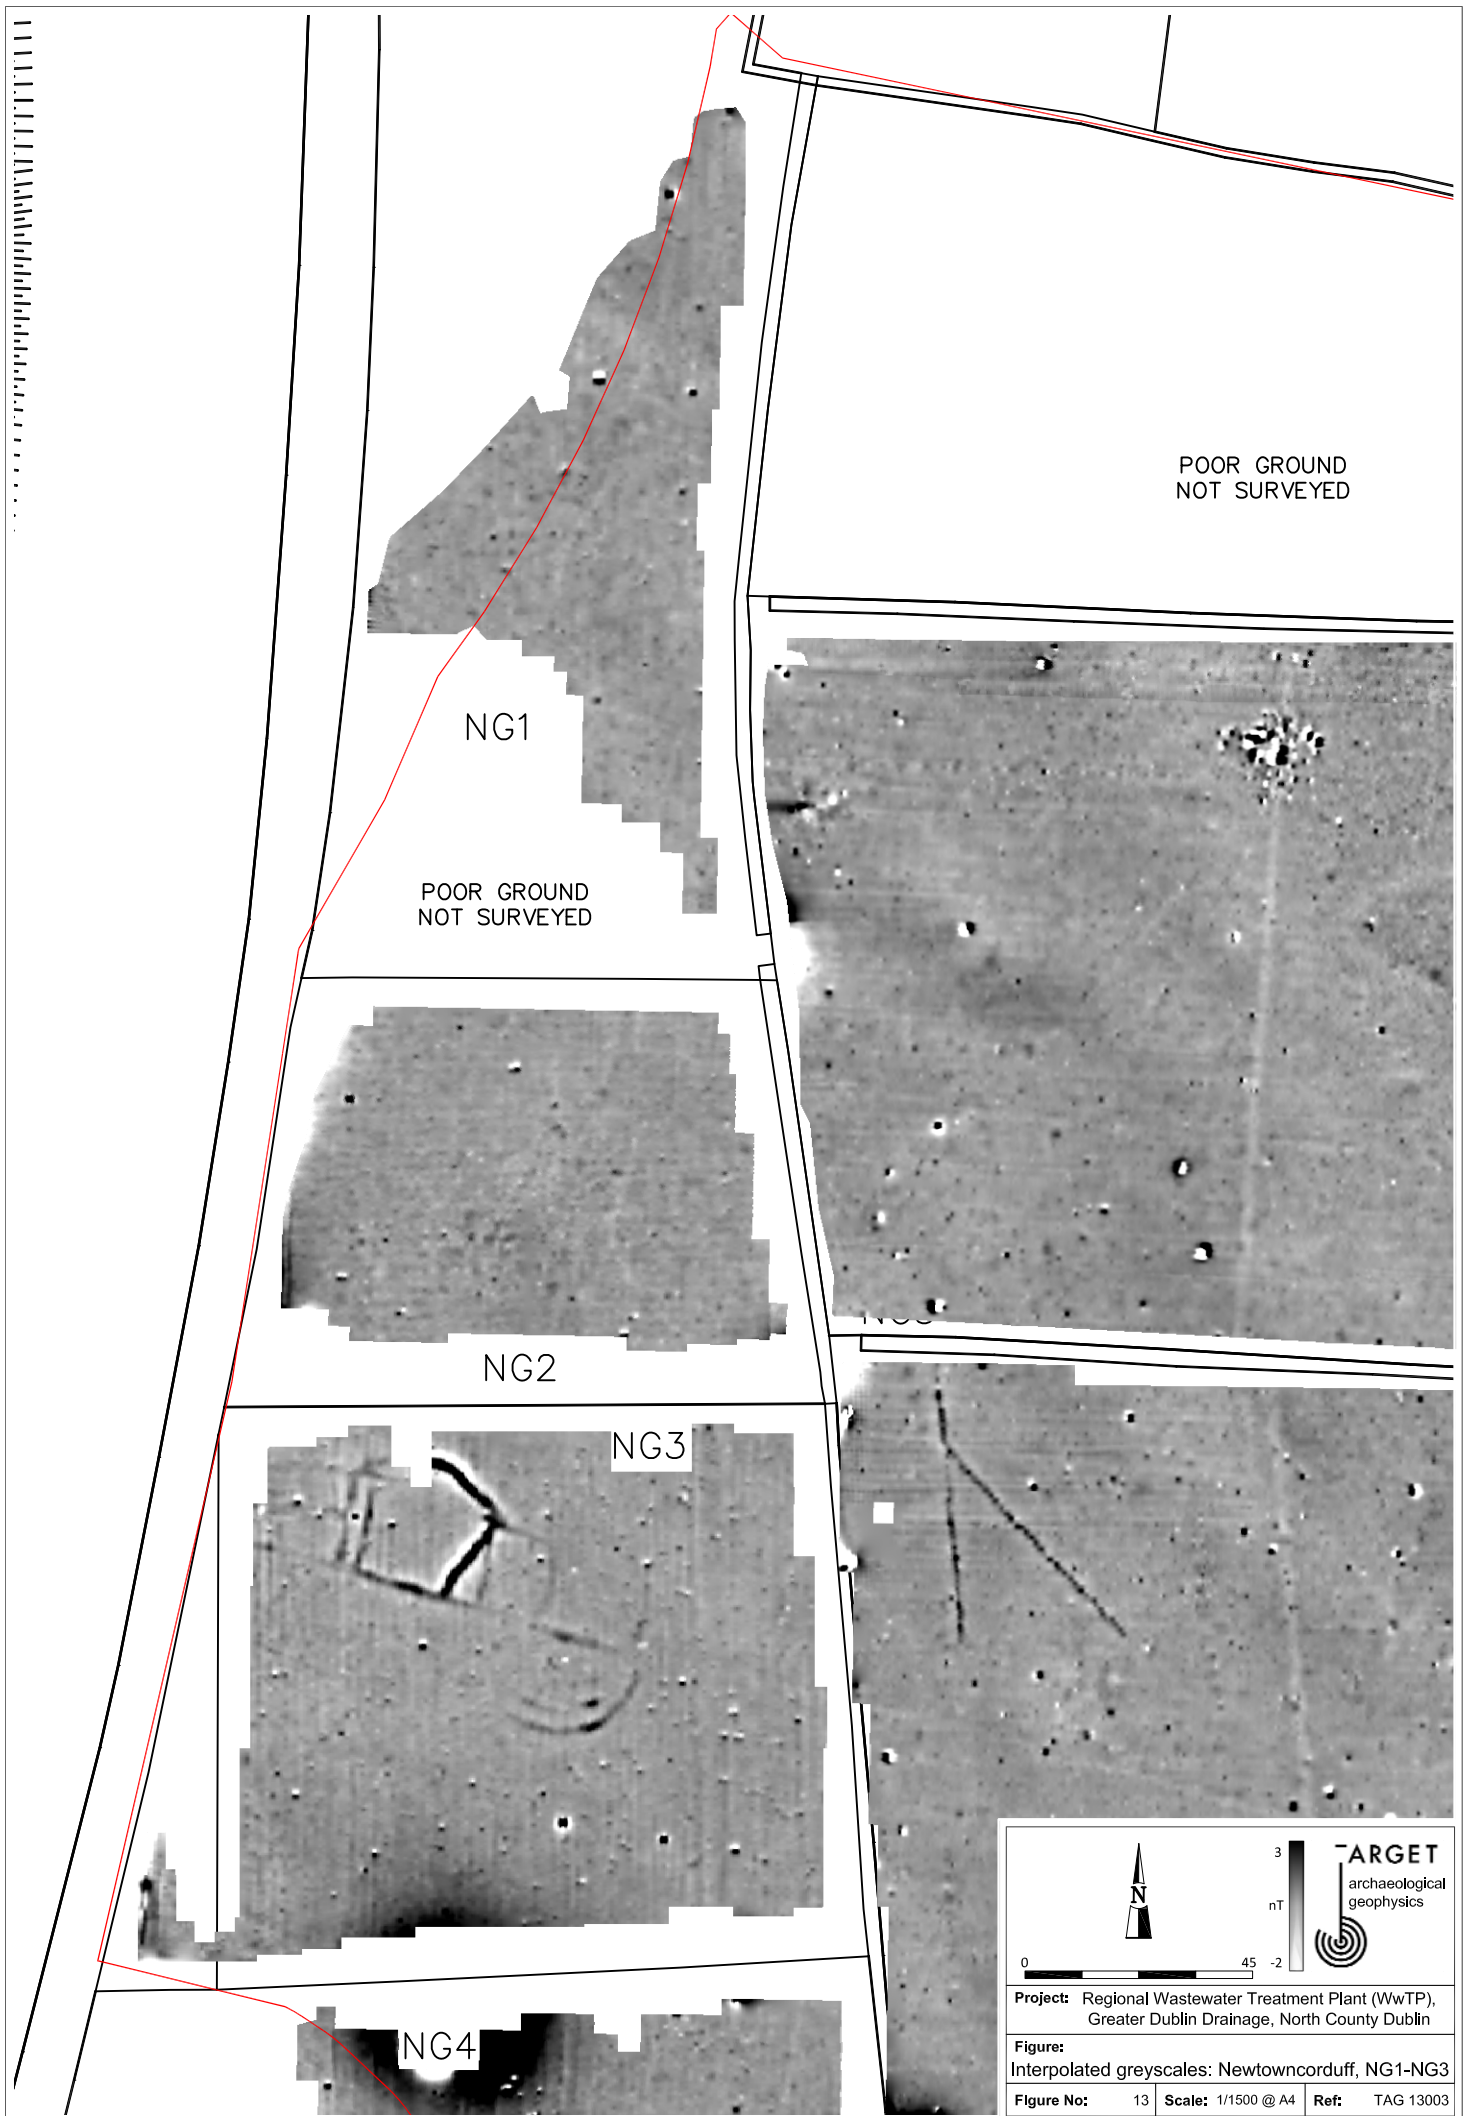 POOR GROUND
NOT SURVEYED
NG1
POOR GROUND
NOT SURVEYED
NG2
NG3
NG4
N
0
45
3
nT
-2
TARGET
archaeological
geophysics
Project: Regional Wastewater Treatment Plant (WwTP),
Greater Dublin Drainage, North County Dublin
Figure:
Interpolated greyscales: Newtowncorduff, NG1-NG3
Figure No: 13 Scale: 1/1500 @ A4 Ref: TAG 13003